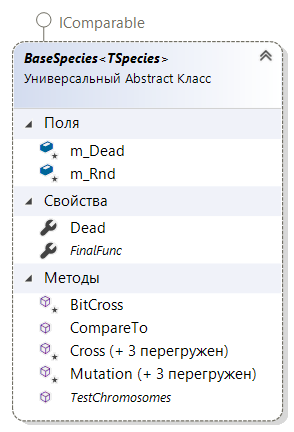 IComparable
BaseSpecies<TSpecies>
Универсальный Abstract Класс
Поля
m_Dead
m_Rnd
Свойства
Dead
FinalFunc
Методы
BitCross
CompareTo
Cross (+ 3 перегружен)
Mutation (+ 3 перегружен)
TestChromosomes